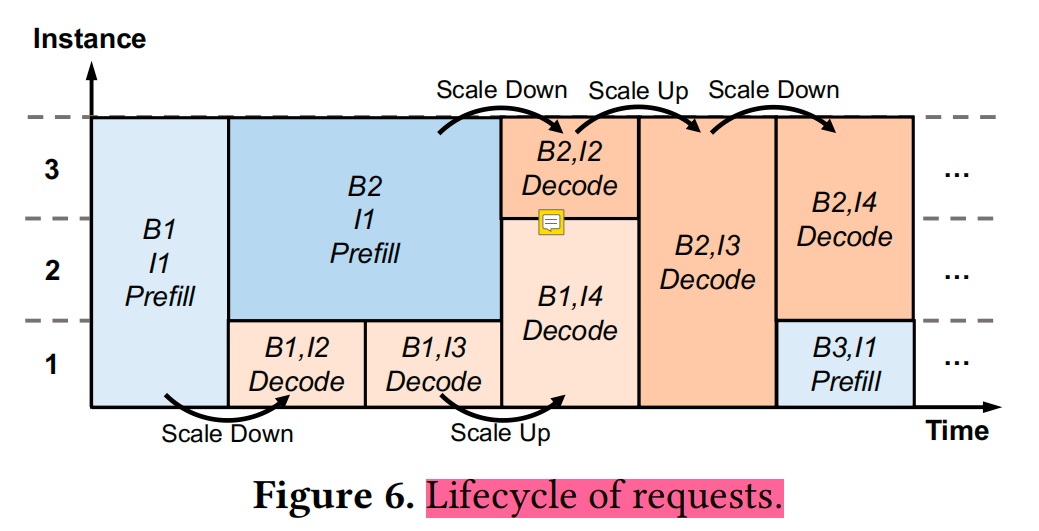 Instance
Scale Down
Scale Up
Scale Down
3
2
1
B1
I1
Prefill
B2
I1
Prefill
B1,I2
Decode
B1,I3
Decode
B2,I2
Decode
B1,I4
Decode
B2,I3
Decode
B2,I4
Decode
B3,I1
Prefill
...
...
...
Scale Down
Scale Up
Time
Figure 6. Lifecycle of requests.